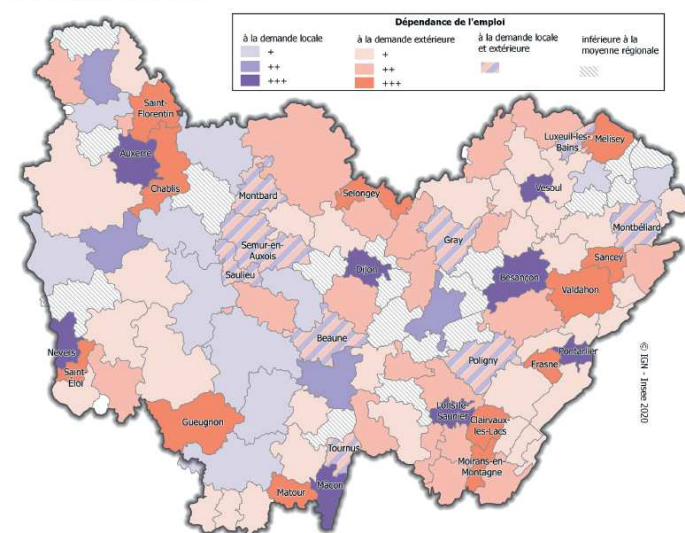 Dépendance de l'emploi
à la demande locale
+
++
+++
à la demande extérieure
+
++
+++
à la demande locale
et extérieure
inférieure à la
moyenne régionale
Saint-
Florentin
Auxerre
Chablis
Montbard
Selongey
Luxeuil-les-
Bains
Mélisey
Vesoul
Semur-en-
Auxois
Saulieu
Gray
Montbéliard
Dijon
Besançon
Sancey
Valdahon
Nevers
Saint-
Eloi
Beaune
Poligny
Frasne
Pontarlier
Gueugnon
Tournus
Lons-le-
Saunier
Clairvaux-
les-Lacs
Moirans-en-
Montagne
Matour
Macon
© IGN - Insee 2020